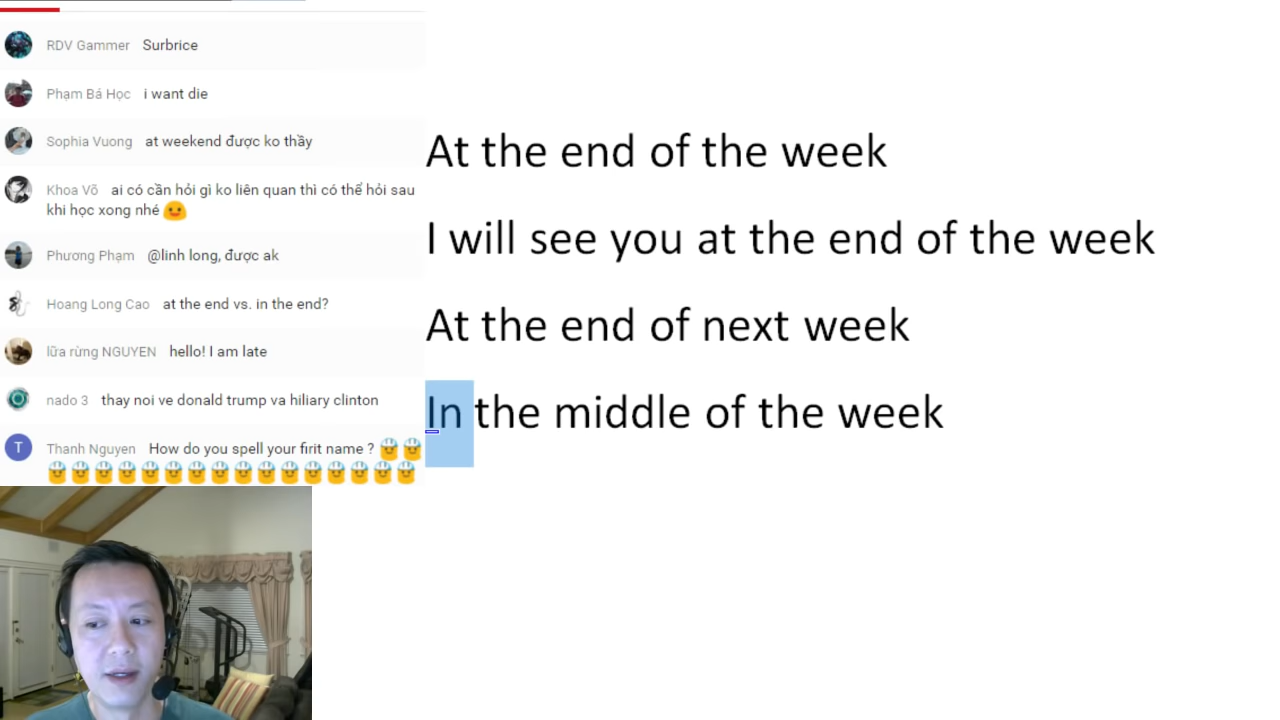 RDV Gammer Surbrice
Phạm Bá Học i want die
Sophia Vuong at weekend được ko thầy
Khoa Võ ai có cần hỏi gì ko liên quan thì có thể hỏi sau
khi học xong nhé
Phương Phạm @linh long, được ak
Hoang Long Cao at the end vs. in the end?
lữa rừng NGUYEN hello! I am late
nado 3 thay noi ve donald trump va hiliary clinton
T Thanh Nguyen How do you spell your firit name ?
At the end of the week
I will see you at the end of the week
At the end of next week
In the middle of the week